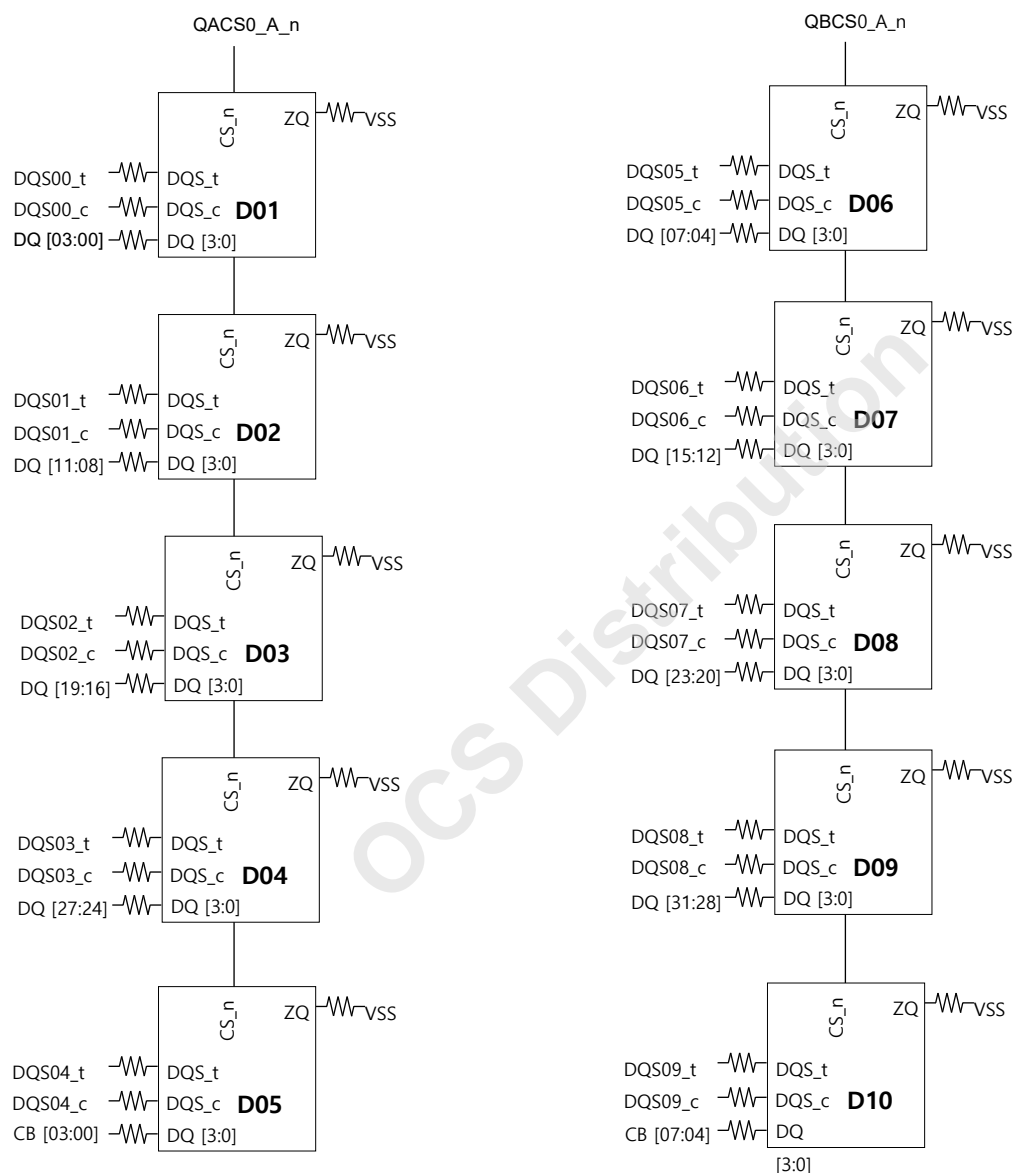 QACS0_A_n
CS_n
ZQ
VSS
DQS00_t
DQS_t
DQS00_c
DQS_c
D01
DQ [03:00]
DQ [3:0]
CS_n
ZQ
VSS
DQS01_t
DQS_t
DQS01_c
DQS_c
D02
DQ [11:08]
DQ [3:0]
CS_n
ZQ
VSS
DQS02_t
DQS_t
DQS02_c
DQS_c
D03
DQ [19:16]
DQ [3:0]
CS_n
ZQ
VSS
DQS03_t
DQS_t
DQS03_c
DQS_c
D04
DQ [27:24]
DQ [3:0]
CS_n
ZQ
VSS
DQS04_t
DQS_t
DQS04_c
DQS_c
D05
CB [03:00]
DQ [3:0]
QBCS0_A_n
CS_n
ZQ
VSS
DQS05_t
DQS_t
DQS05_c
DQS_c
D06
DQ [07:04]
DQ [3:0]
CS_n
ZQ
VSS
DQS06_t
DQS_t
DQS06_c
DQS_c
D07
DQ [15:12]
DQ [3:0]
CS_n
ZQ
VSS
DQS07_t
DQS_t
DQS07_c
DQS_c
D08
DQ [23:20]
DQ [3:0]
CS_n
ZQ
VSS
DQS08_t
DQS_t
DQS08_c
DQS_c
D09
DQ [31:28]
DQ [3:0]
CS_n
ZQ
VSS
DQS09_t
DQS_t
DQS09_c
DQS_c
D10
CB [07:04]
DQ
[3:0]
OCS Distribution